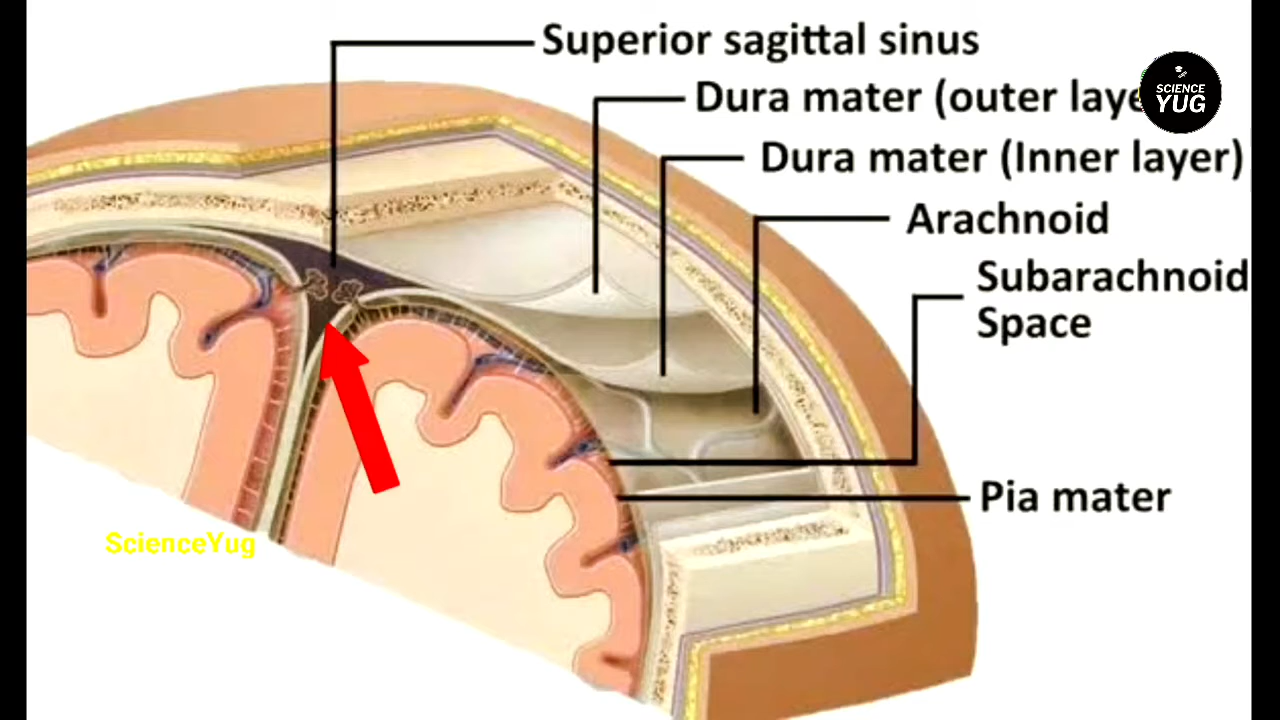 Superior sagittal sinus
Dura mater (outer laye
SCIENCE
YUG
Dura mater (Inner layer)
Arachnoid
Subarachnoid
Space
Pia mater
ScienceYug